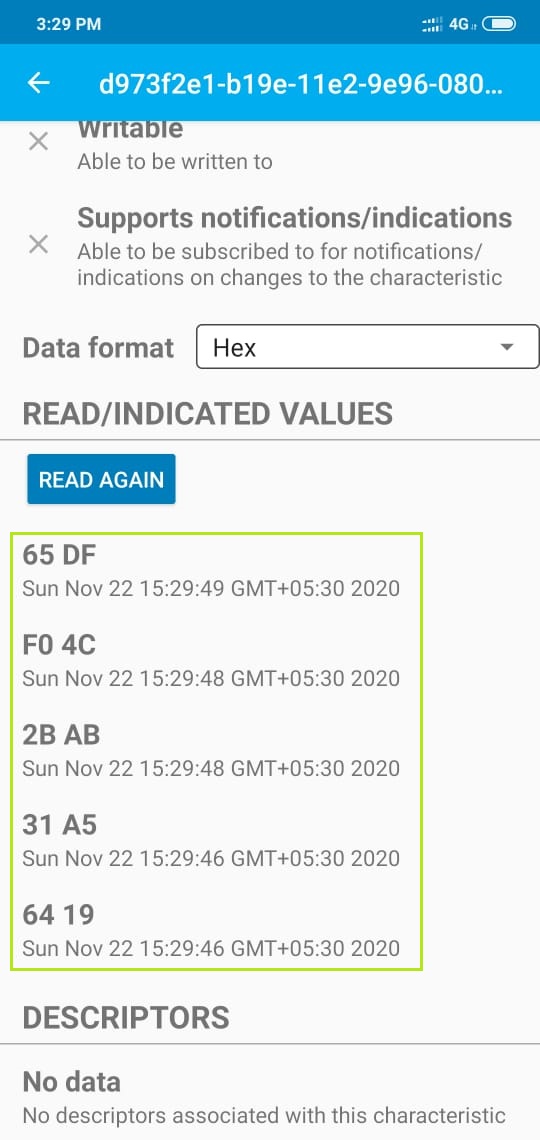 3:29 PM
4G
d973f2e1-b19e-11e2-9e96-080...
Writable
Able to be written to
Supports notifications/indications
Able to be subscribed to for notifications/
indications on changes to the characteristic
Data format
Hex
READ/INDICATED VALUES
READ AGAIN
65 DF
Sun Nov 22 15:29:49 GMT+05:30 2020
F0 4C
Sun Nov 22 15:29:48 GMT+05:30 2020
2B AB
Sun Nov 22 15:29:48 GMT+05:30 2020
31 A5
Sun Nov 22 15:29:46 GMT+05:30 2020
64 19
Sun Nov 22 15:29:46 GMT+05:30 2020
DESCRIPTORS
No data
No descriptors associated with this characteristic